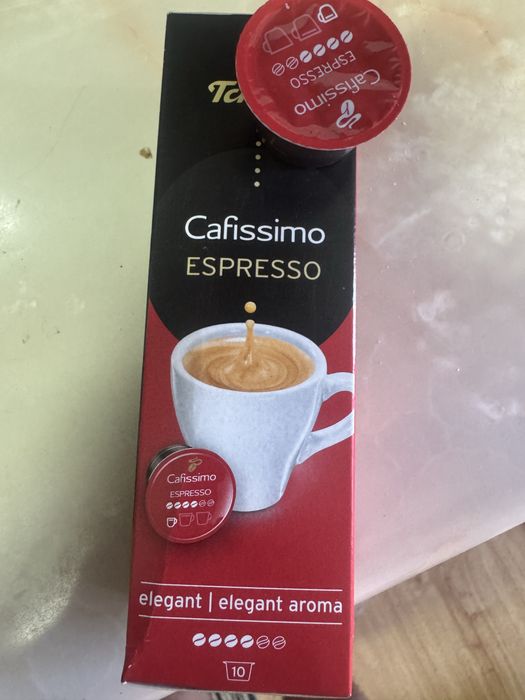 Cafissimo
ESPRESSO
Cafissimo
ESPRESSO
Cafissimo
ESPRESSO
elegant | elegant aroma
10